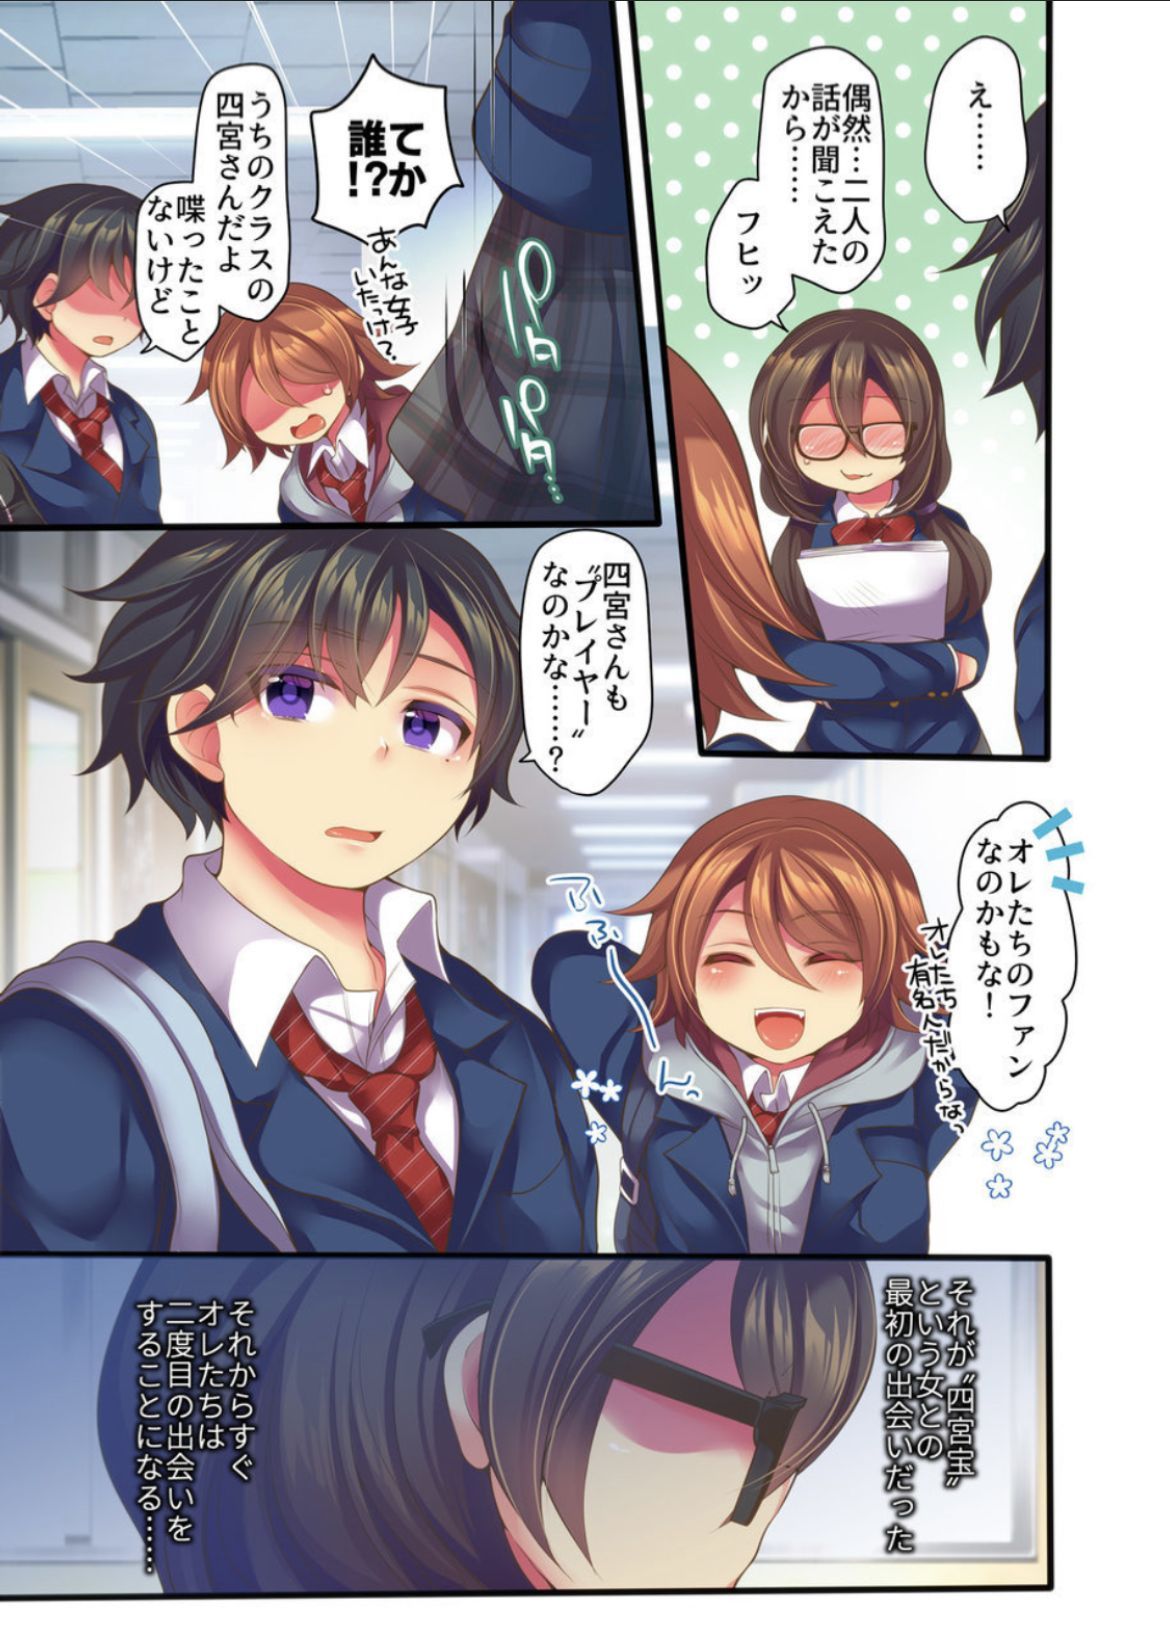 え……
偶然…二人の
話が聞こえた
から……
フヒッ
てか
誰!?
あんな女子
いたっけ？
うちのクラスの
四宮さんだよ
喋ったこと
ないけど
四宮さんも
〝プレイヤー〟
なのかな……？
オレたちのファン
なのかもな！
オレたち
有名人だからなっ
ふふーん。
それが〝四宮宝〟
という女との
最初の出会いだった
それからすぐ
オレたちは
二度目の出会いを
することになる……